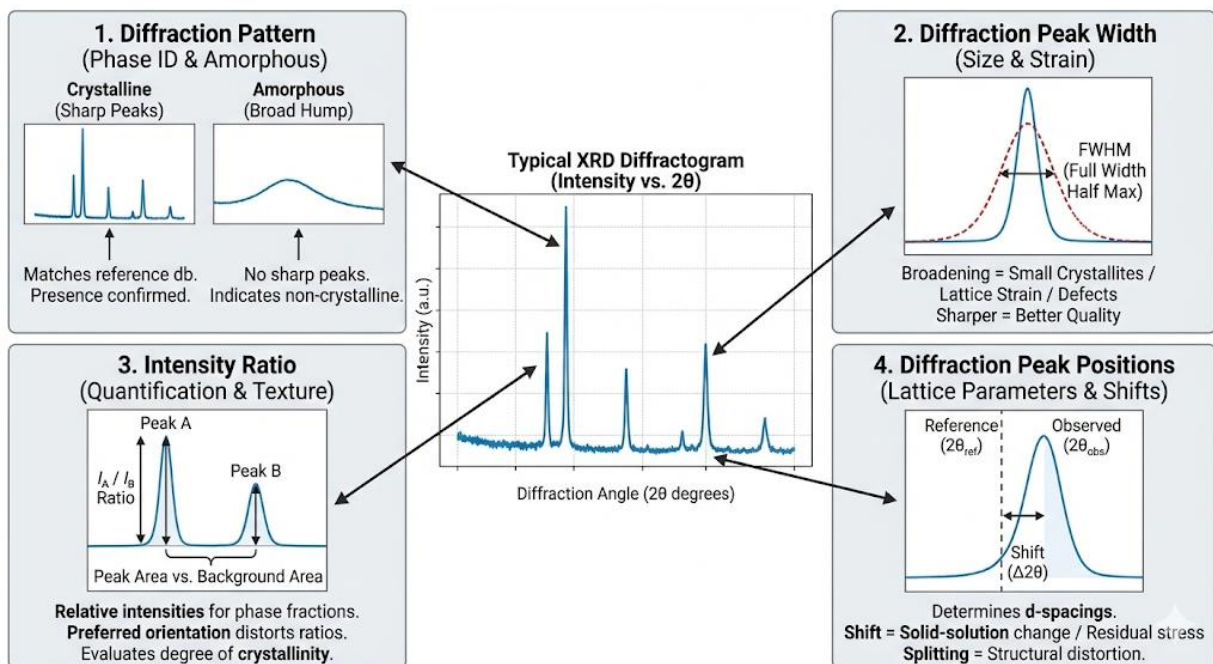 1. Diffraction Pattern
(Phase ID & Amorphous)
Crystalline
(Sharp Peaks)
Amorphous
(Broad Hump)
Matches reference db.
Presence confirmed.
No sharp peaks.
Indicates non-crystalline.
2. Diffraction Peak Width
(Size & Strain)
FWHM
(Full Width
Half Max)
Broadening = Small Crystallites /
Lattice Strain / Defects
Sharper = Better Quality
Typical XRD Diffractogram
(Intensity vs. 2θ)
Intensity (a.u.)
Diffraction Angle (2θ degrees)
3. Intensity Ratio
(Quantification & Texture)
Peak A
Peak B
I_A / I_B
Ratio
Peak Area vs. Background Area
Relative intensities for phase fractions.
Preferred orientation distorts ratios.
Evaluates degree of crystallinity.
4. Diffraction Peak Positions
(Lattice Parameters & Shifts)
Reference
(2θ_ref)
Observed
(2θ_obs)
Shift
(Δ2θ)
Determines d-spacings.
Shift = Solid-solution change / Residual stress
Splitting = Structural distortion.